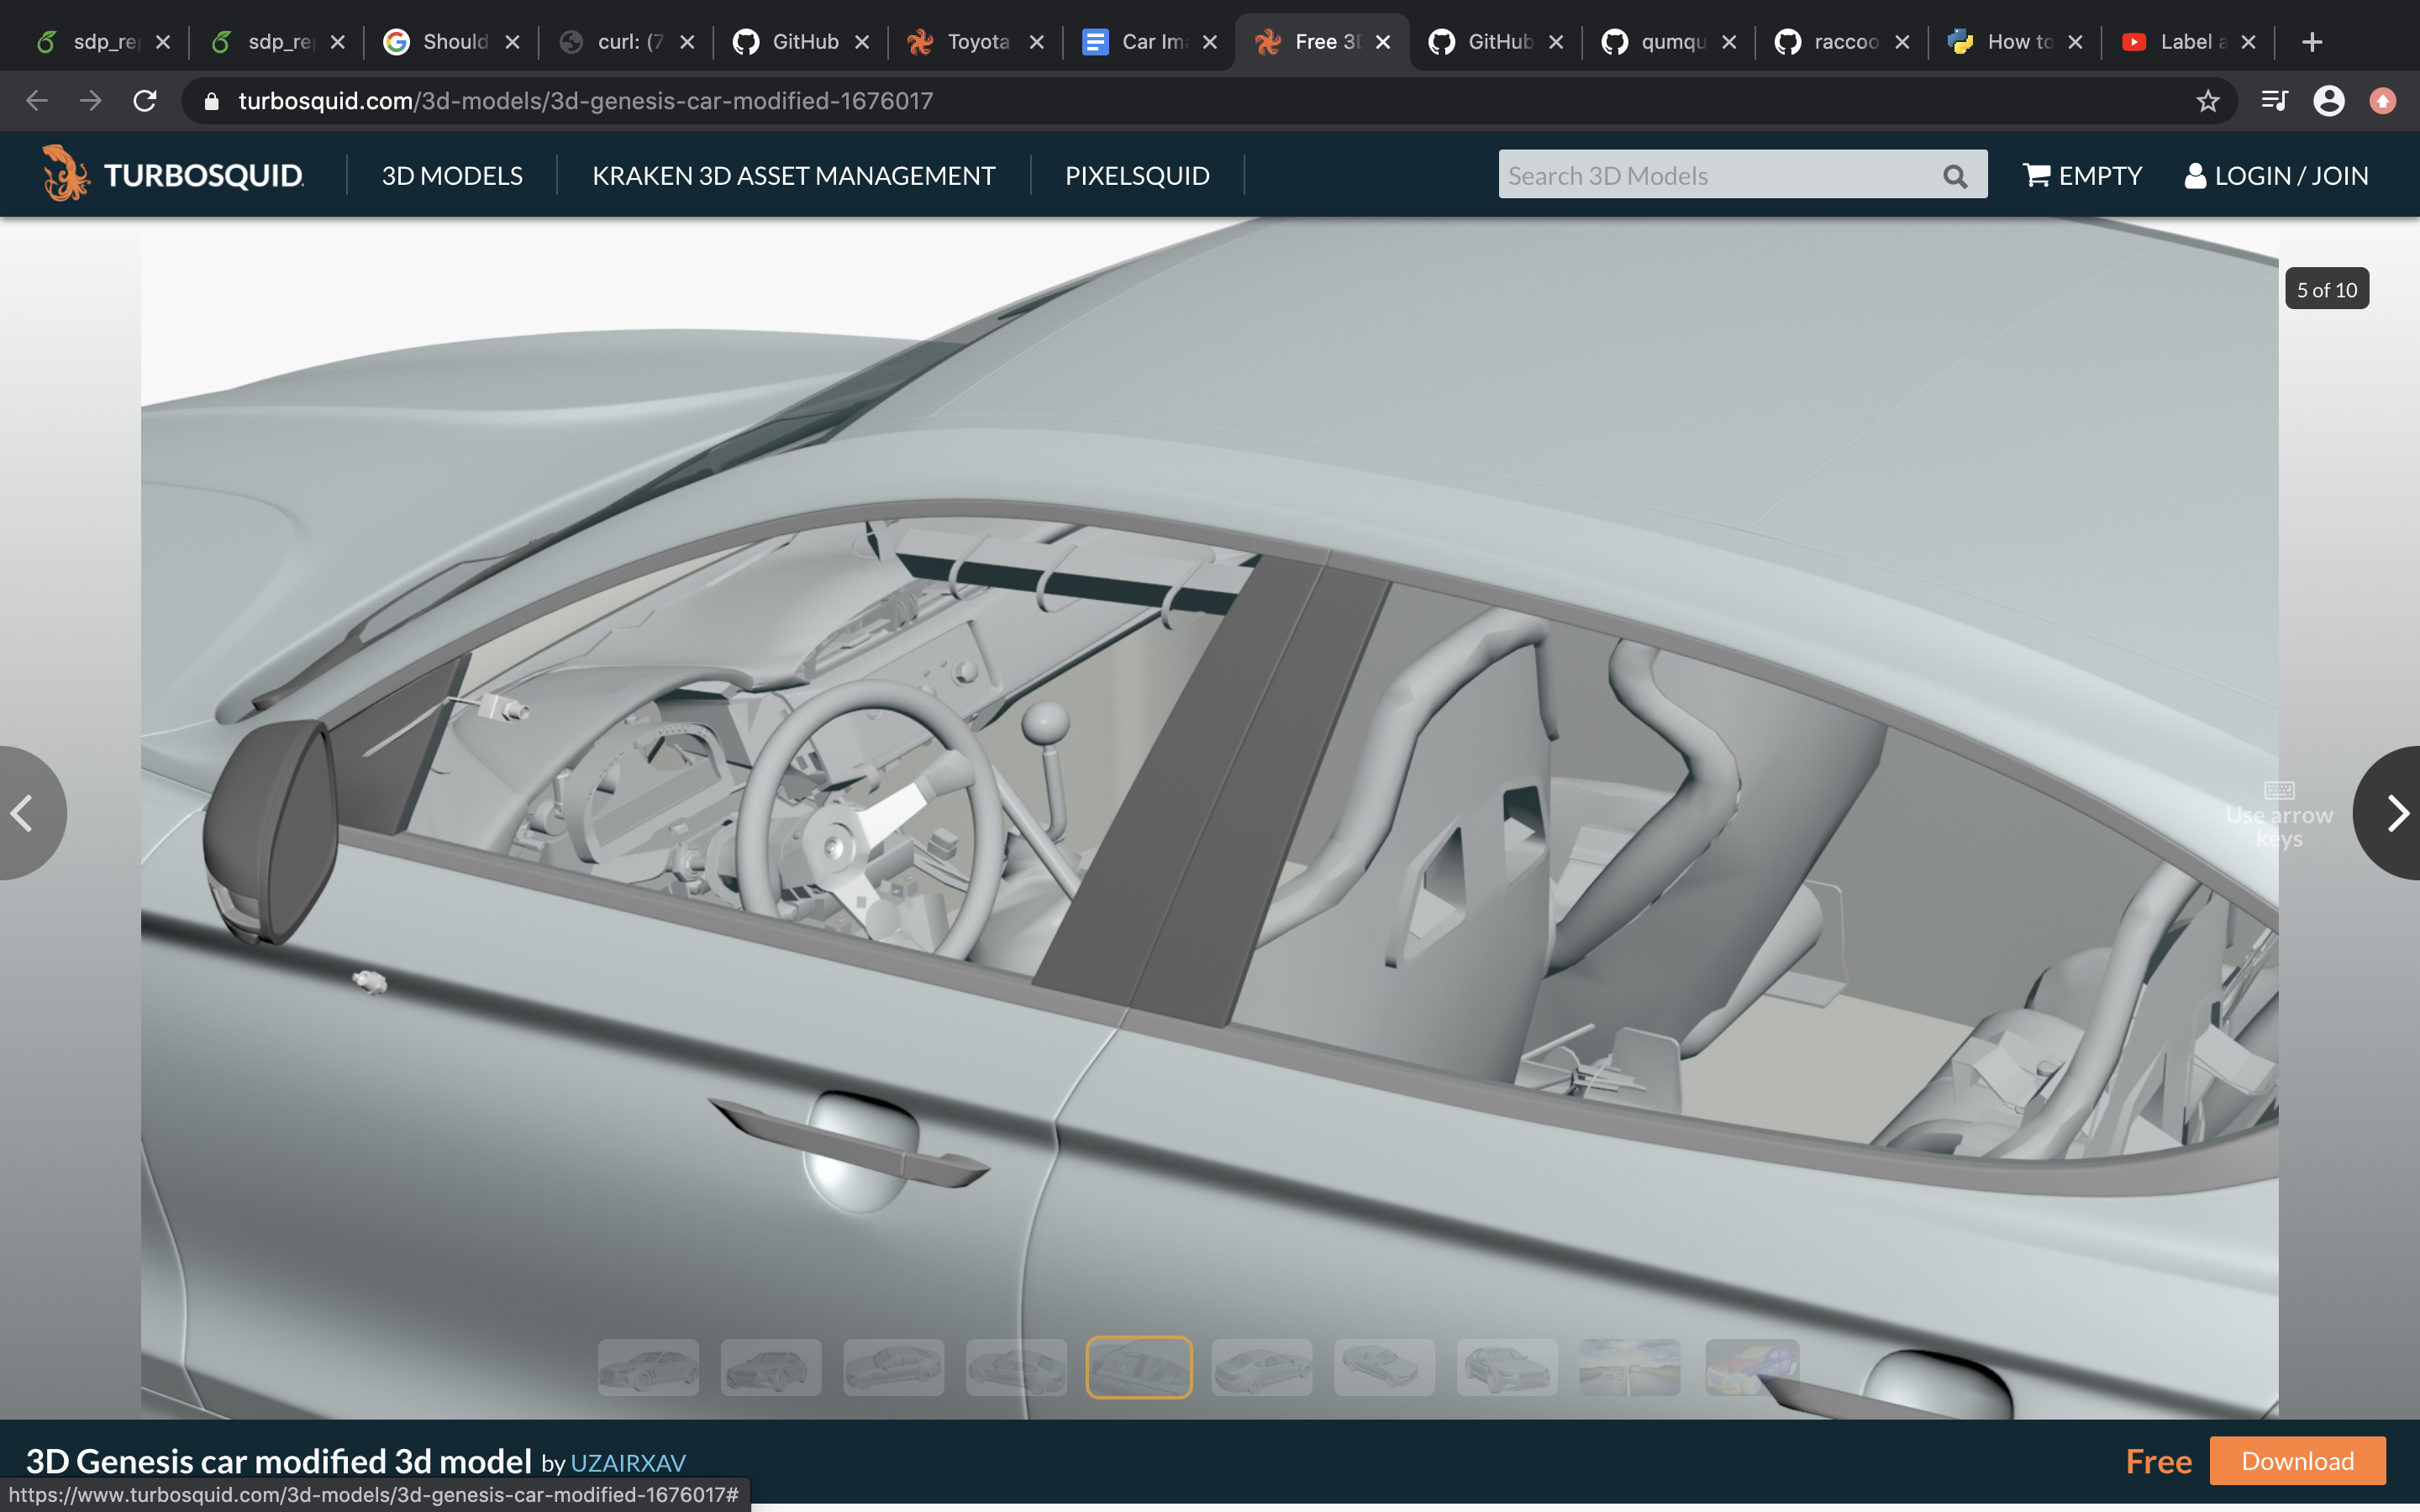 sdp_re
sdp_re
Should
curl: (7
GitHub
Toyota
Car Im
Free 3
GitHub
qumqu
raccoo
How to
Label a
turbosquid.com/3d-models/3d-genesis-car-modified-1676017
TURBOSQUID
3D MODELS
KRAKEN 3D ASSET MANAGEMENT
PIXELSQUID
Search 3D Models
EMPTY
LOGIN / JOIN
5 of 10
Use arrow
keys
3D Genesis car modified 3d model by UZAIRXAV
Free
Download
https://www.turbosquid.com/3d-models/3d-genesis-car-modified-1676017#